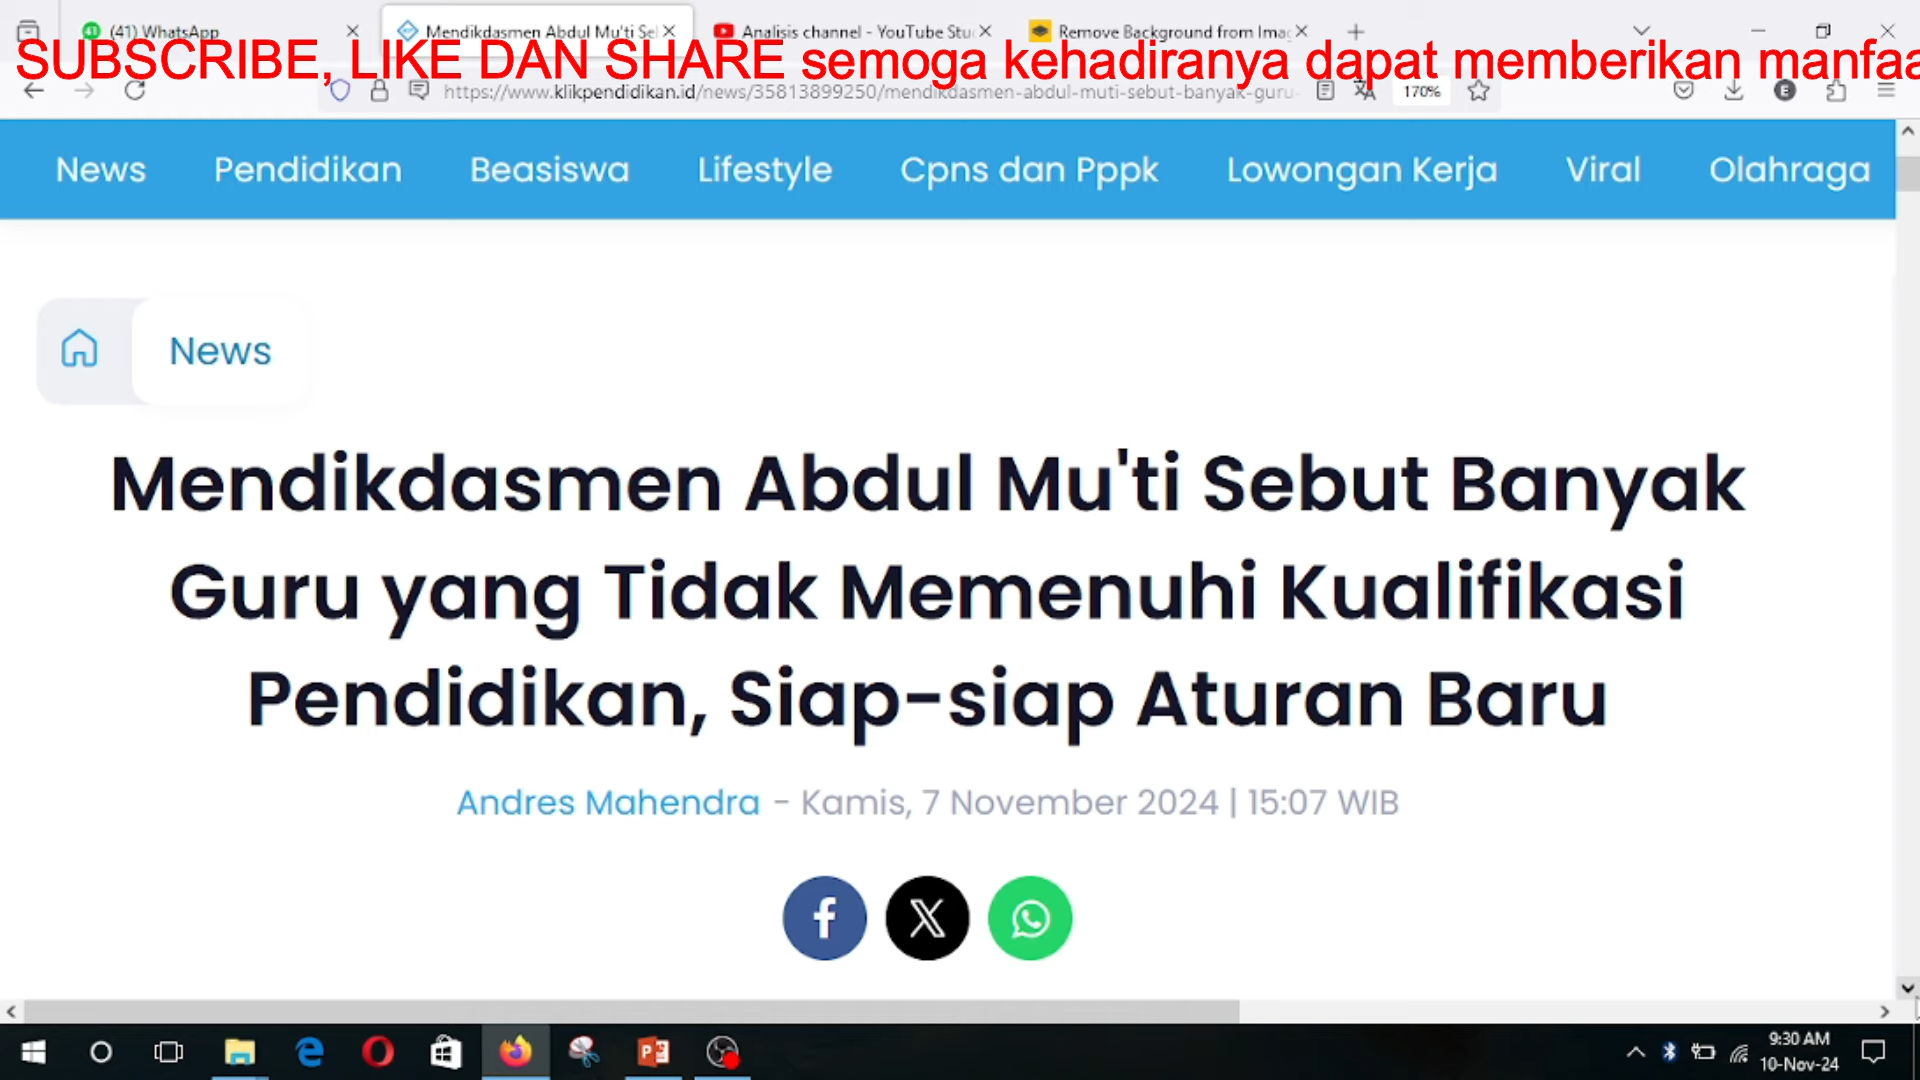 (41) WhatsApp
Mendikdasmen Abdul Mu'ti Se
Analisis channel - YouTube Stu
Remove Background from Ima
SUBSCRIBE, LIKE DAN SHARE semoga kehadiranya dapat memberikan manfaa
https://www.klikpendidikan.id/news/35813899250/mendikdasmen-abdul-muti-sebut-banyak-guru-
170%
E
News
Pendidikan
Beasiswa
Lifestyle
Cpns dan Pppk
Lowongan Kerja
Viral
Olahraga
News
Mendikdasmen Abdul Mu'ti Sebut Banyak
Guru yang Tidak Memenuhi Kualifikasi
Pendidikan, Siap-siap Aturan Baru
Andres Mahendra - Kamis, 7 November 2024 | 15:07 WIB
9:30 AM
10-Nov-24